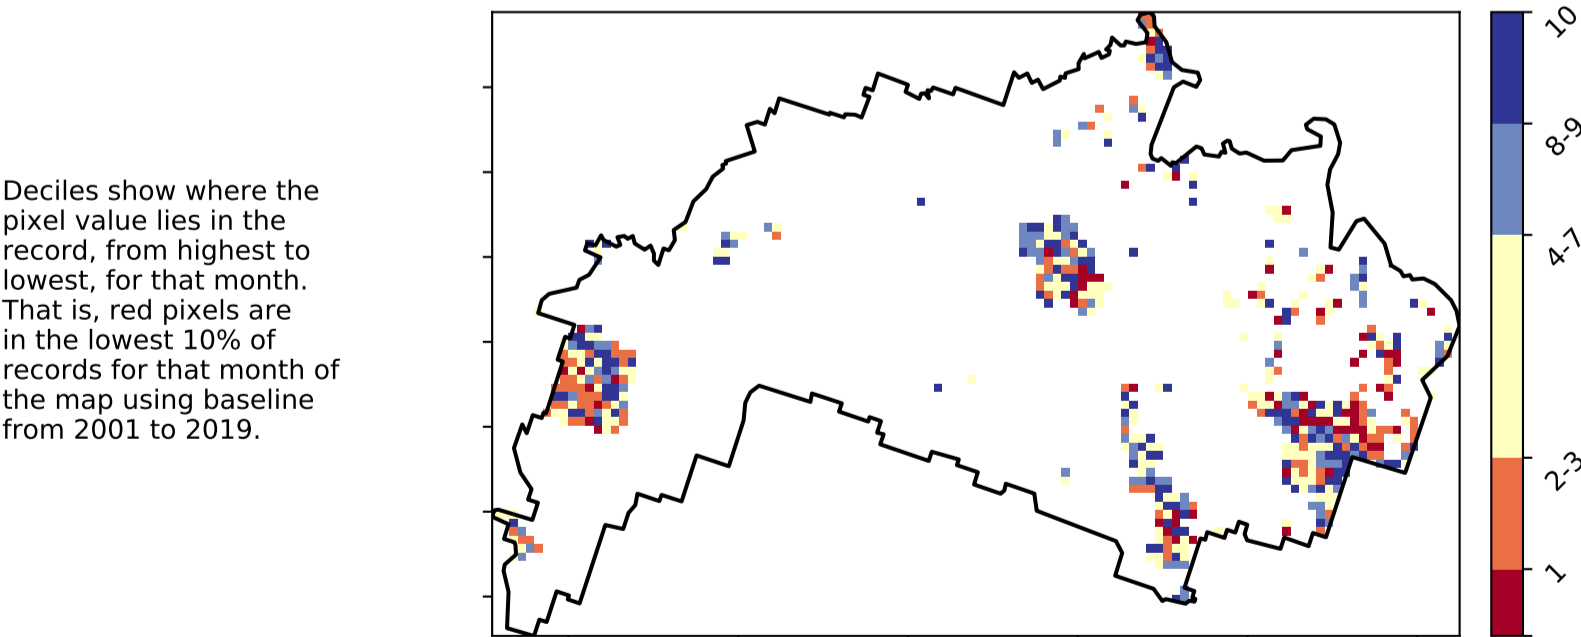 Deciles show where the
pixel value lies in the
record, from highest to
lowest, for that month.
That is, red pixels are
in the lowest 10% of
records for that month of
the map using baseline
from 2001 to 2019.
10
8-9
4-7
2-3
1